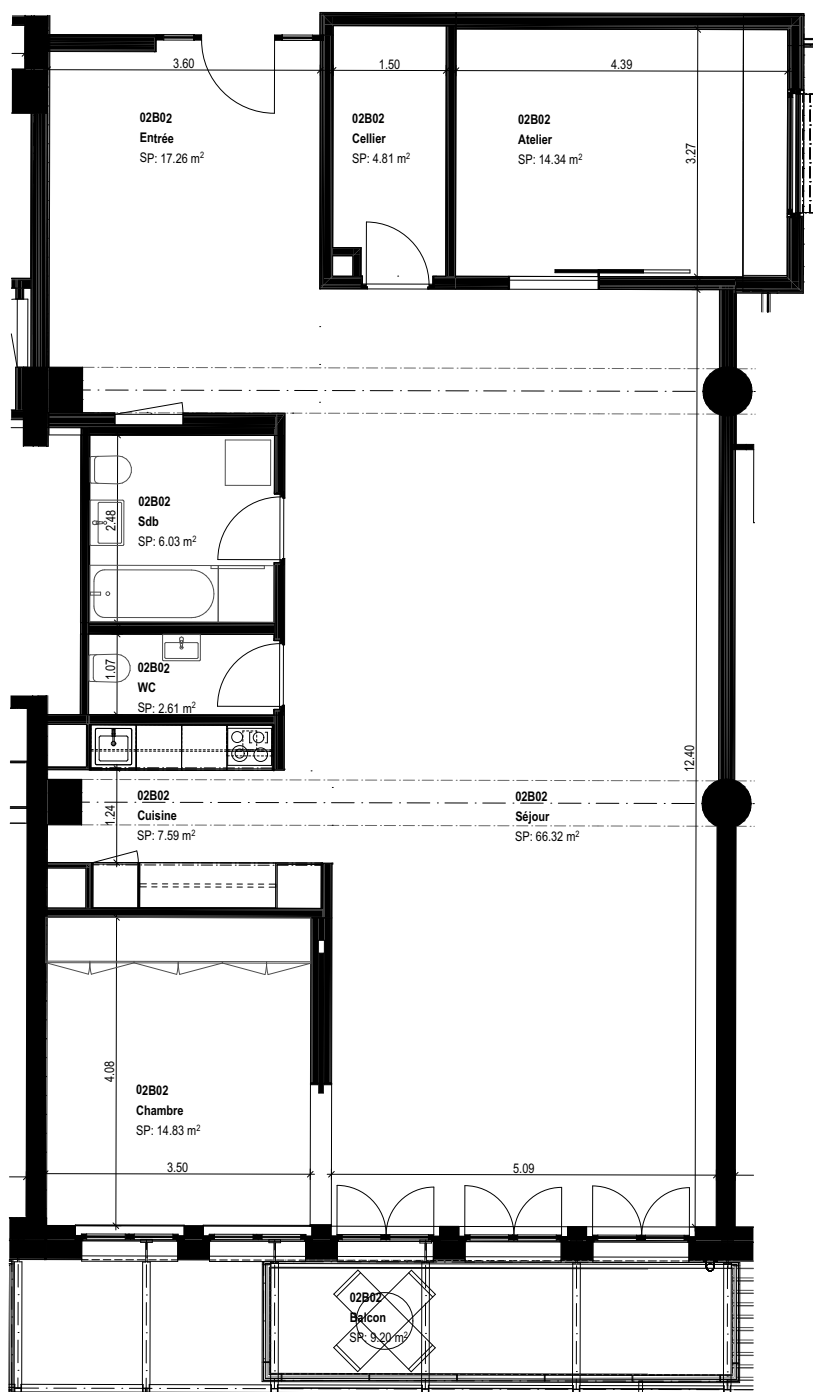 3.60
1.50
4.39
02B02
Entrée
SP: 17.26 m²
02B02
Cellier
SP: 4.81 m²
02B02
Atelier
SP: 14.34 m²
3.27
02B02
Sdb
SP: 6.03 m²
2.48
02B02
WC
SP: 2.61 m²
1.07
12.40
02B02
Cuisine
SP: 7.59 m²
1.24
02B02
Séjour
SP: 66.32 m²
4.08
02B02
Chambre
SP: 14.83 m²
3.50
5.09
02B02
Balcon
SP: 9.20 m²